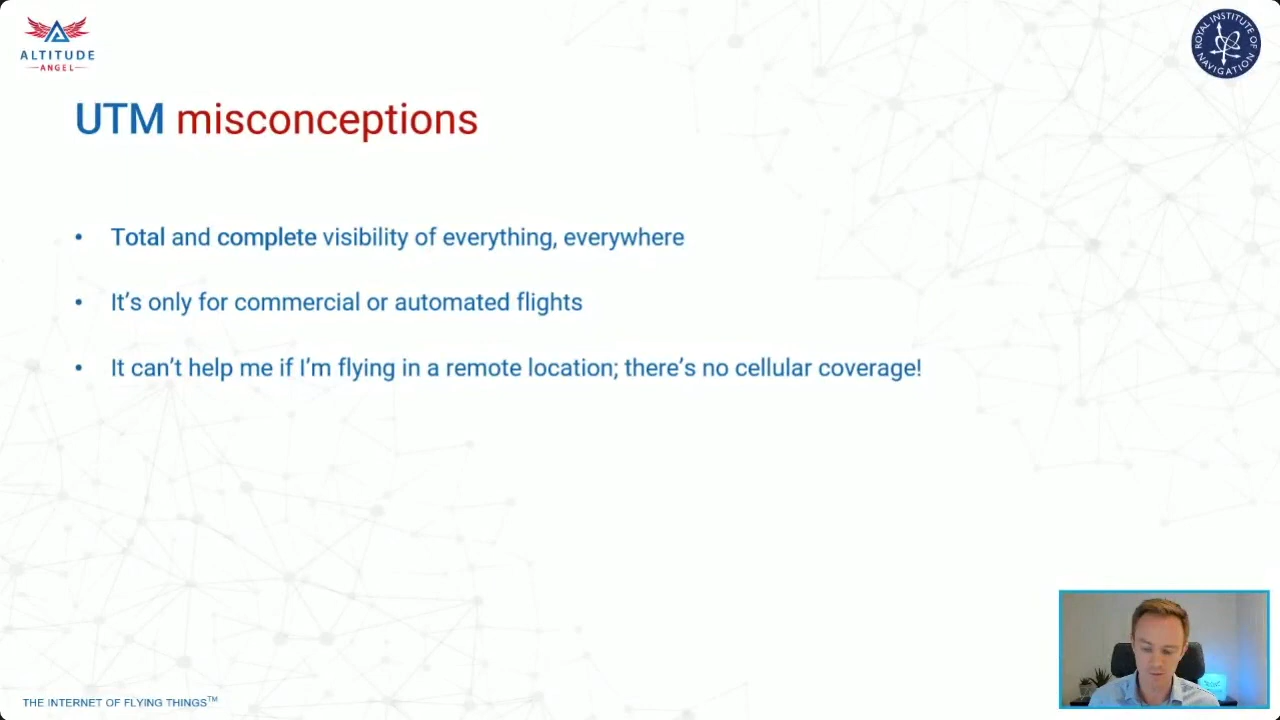 ALTITUDE
ANGEL
ROYAL INSTITUTE OF NAVIGATION
UTM misconceptions
• Total and complete visibility of everything, everywhere
• It's only for commercial or automated flights
• It can't help me if I'm flying in a remote location; there's no cellular coverage!
THE INTERNET OF FLYING THINGS™